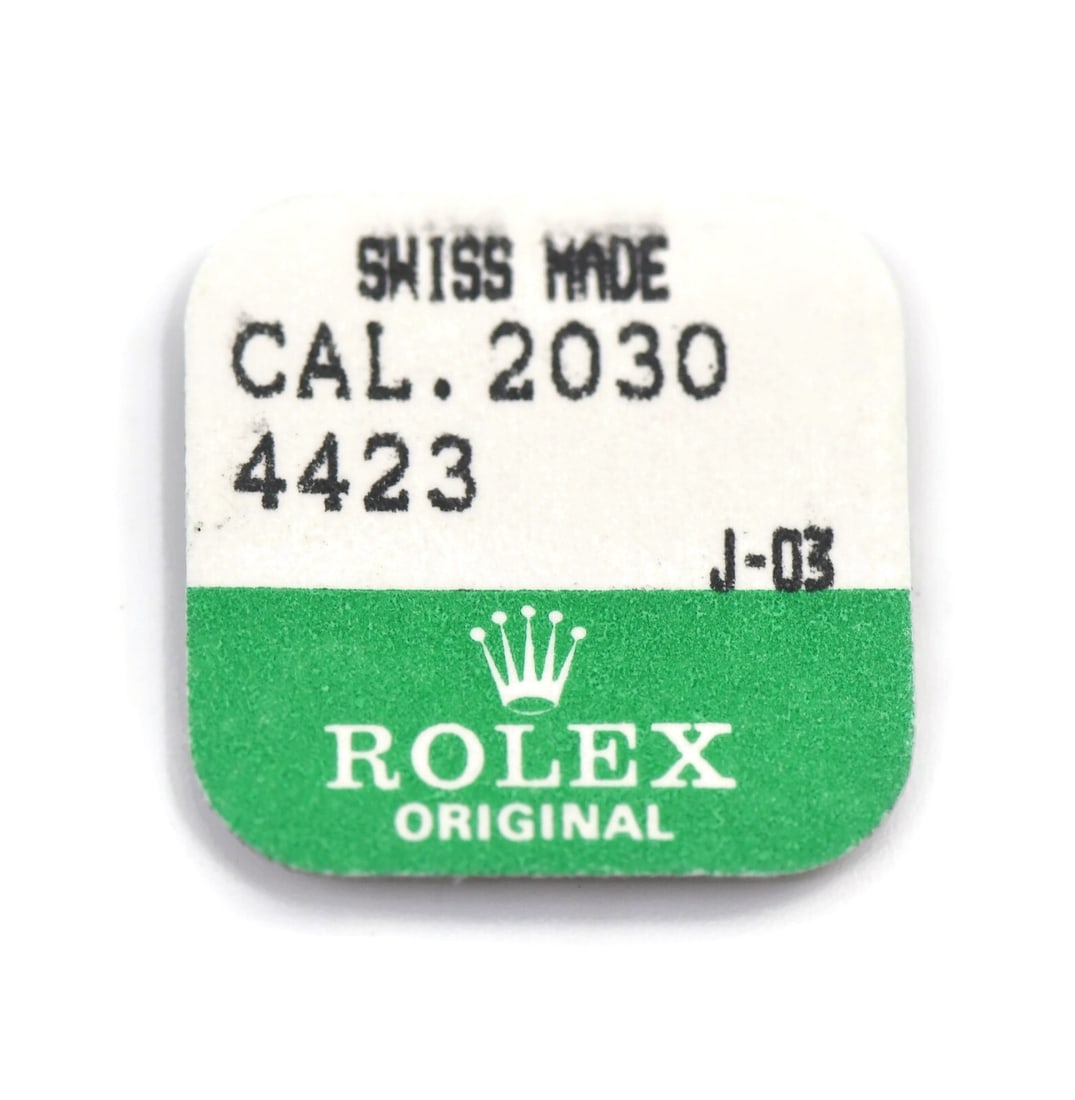 SWISS MADE
CAL. 2030
4423
J-03
ROLEX
ORIGINAL